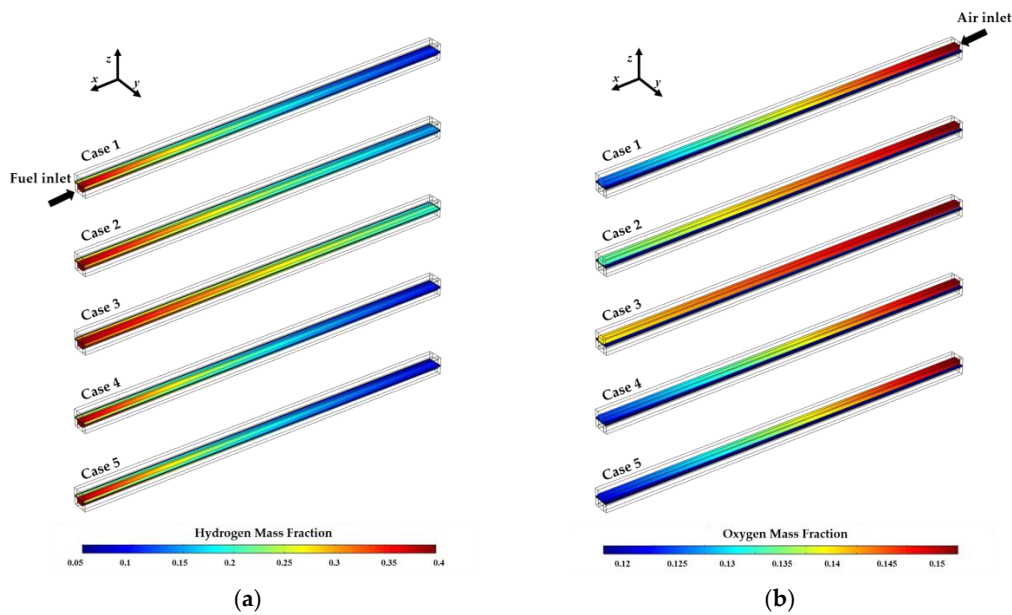 z
x
y
Case 1
Fuel inlet
Case 2
Case 3
Case 4
Case 5
Hydrogen Mass Fraction
0.05 0.1 0.15 0.2 0.25 0.3 0.35 0.4
(a)
Air inlet
z
x
y
Case 1
Case 2
Case 3
Case 4
Case 5
Oxygen Mass Fraction
0.12 0.125 0.13 0.135 0.14 0.145 0.15
(b)